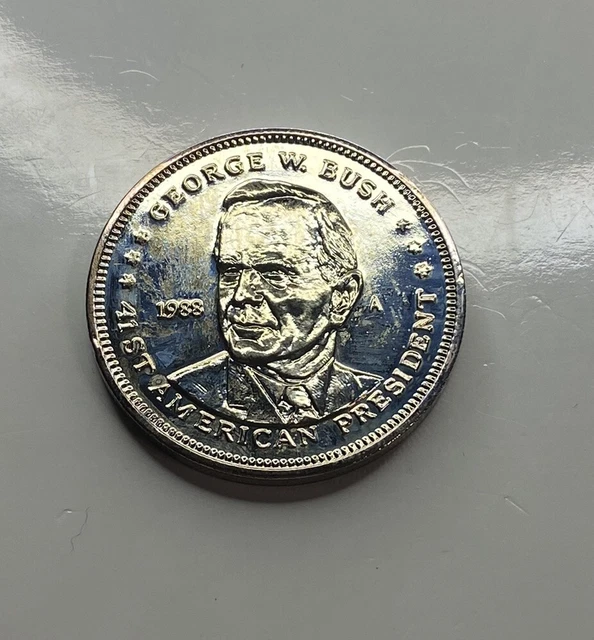 GEORGE W. BUSH
1988
A
41ST AMERICAN PRESIDENT